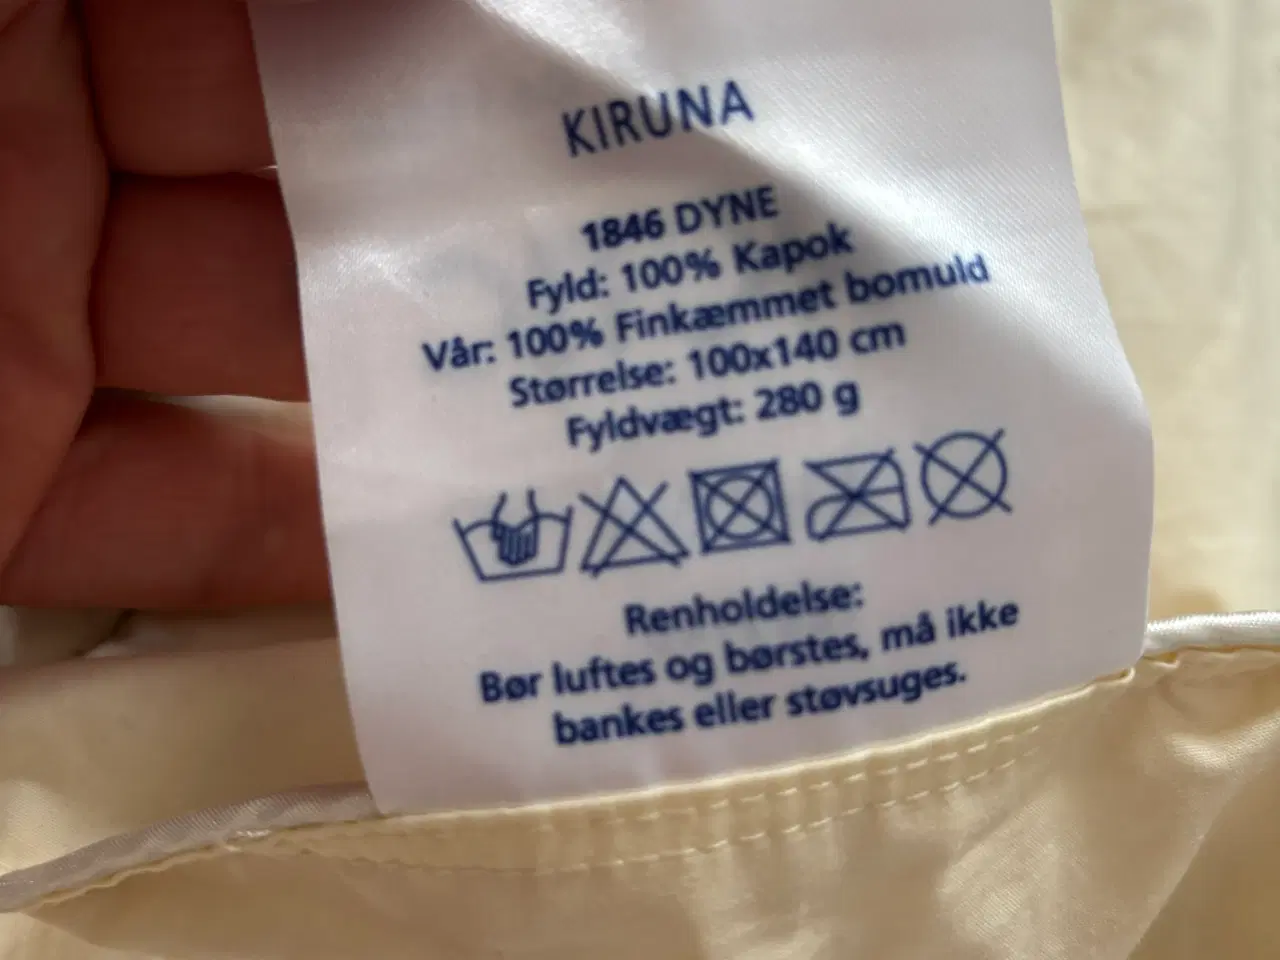 KIRUNA
1846 DYNE
Fyld: 100% Kapok
Vår: 100% Finkæmmet bomuld
Størrelse: 100x140 cm
Fyldvægt: 280 g
Renholdelse:
Bør luftes og børstes, må ikke
bankes eller støvsuges.